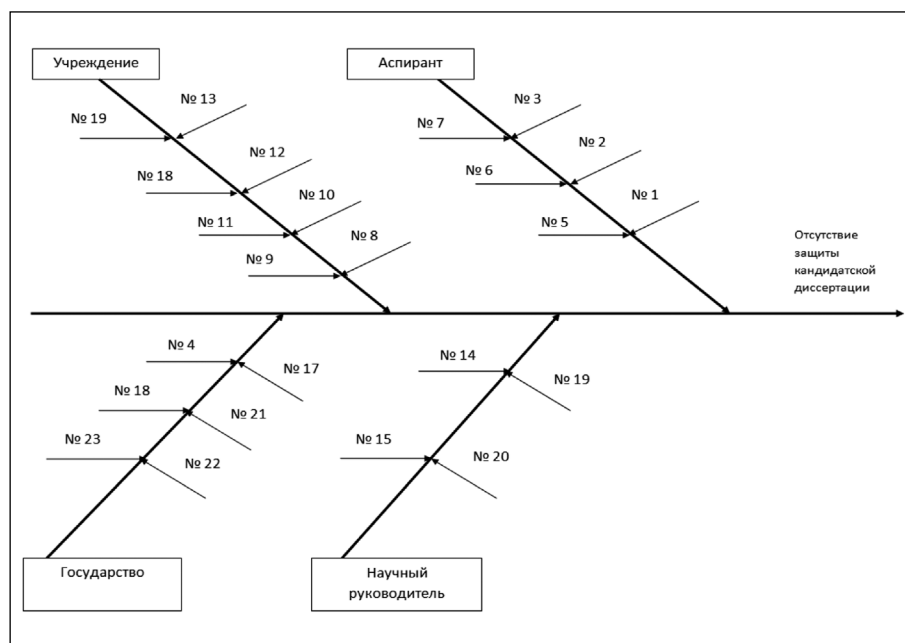 Учреждение
Аспирант
№ 13
№ 3
№ 19
№ 7
№ 12
№ 2
№ 18
№ 6
№ 10
№ 1
№ 11
№ 5
№ 8
№ 9
Отсутствие
защиты
кандидатской
диссертации
№ 4
№ 17
№ 14
№ 19
№ 18
№ 21
№ 23
№ 22
№ 15
№ 20
Государство
Научный
руководитель